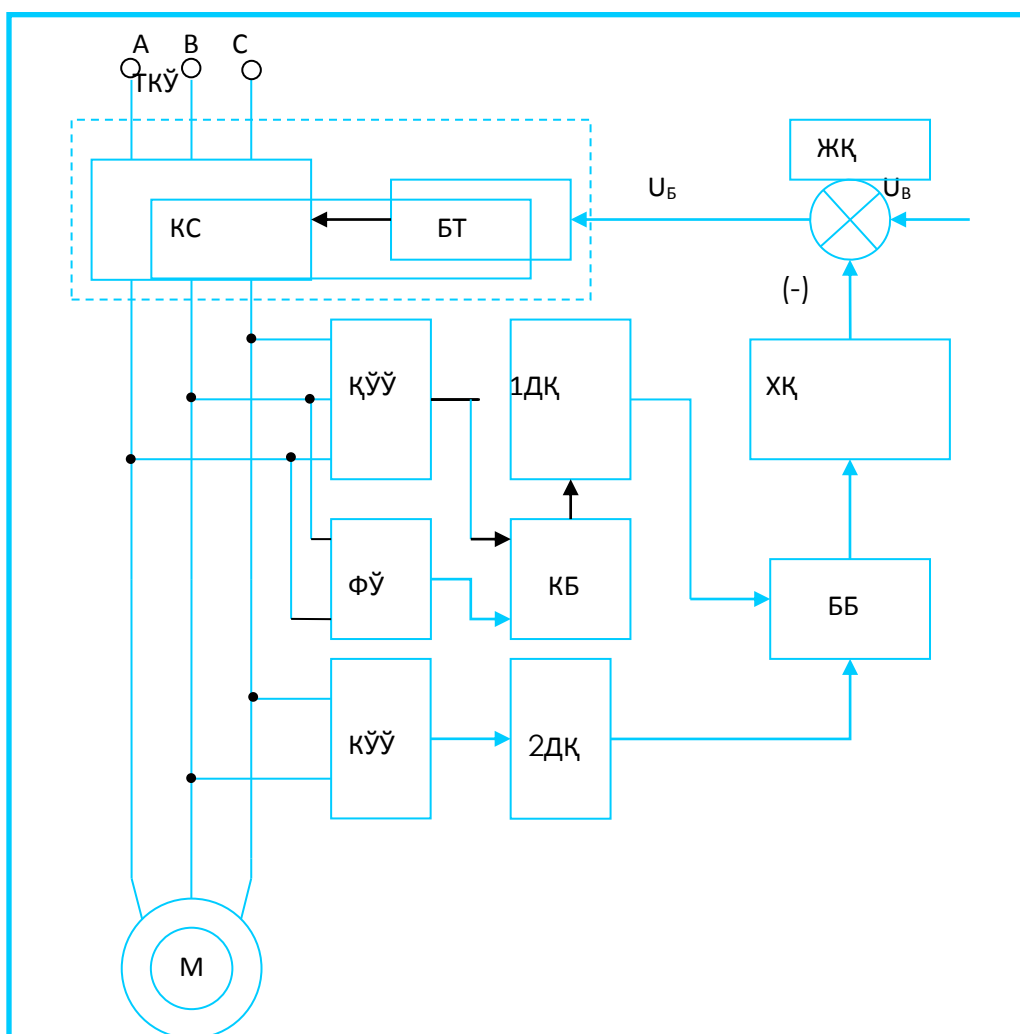 А В С
ТКЎ
ЖҚ
UБ UВ
КС БТ
(-)
ҚЎЎ 1ДҚ ХҚ
ФЎ КБ ББ
КЎЎ 2ДҚ
М